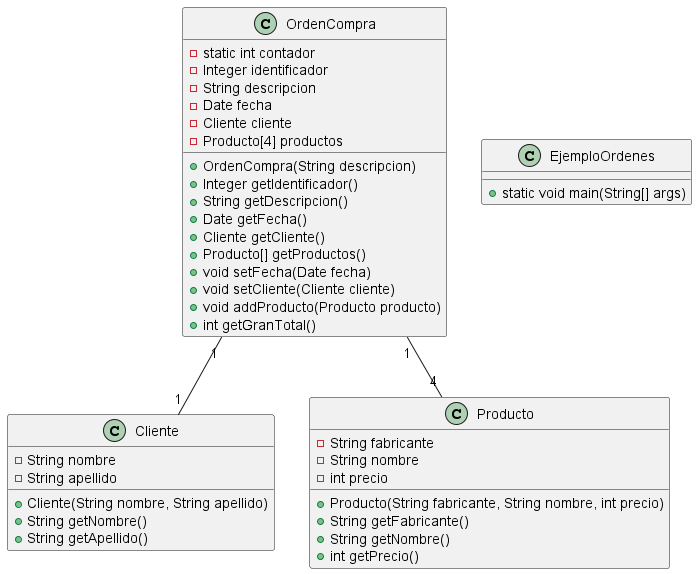 C OrdenCompra
static int contador
Integer identificador
String descripcion
Date fecha
Cliente cliente
Producto[4] productos
OrdenCompra(String descripcion)
Integer getIdentificador()
String getDescripcion()
Date getFecha()
Cliente getCliente()
Producto[] getProductos()
void setFecha(Date fecha)
void setCliente(Cliente cliente)
void addProducto(Producto producto)
int getGranTotal()
C EjemploOrdenes
static void main(String[] args)
1
1
1
4
C Cliente
String nombre
String apellido
Cliente(String nombre, String apellido)
String getNombre()
String getApellido()
C Producto
String fabricante
String nombre
int precio
Producto(String fabricante, String nombre, int precio)
String getFabricante()
String getNombre()
int getPrecio()